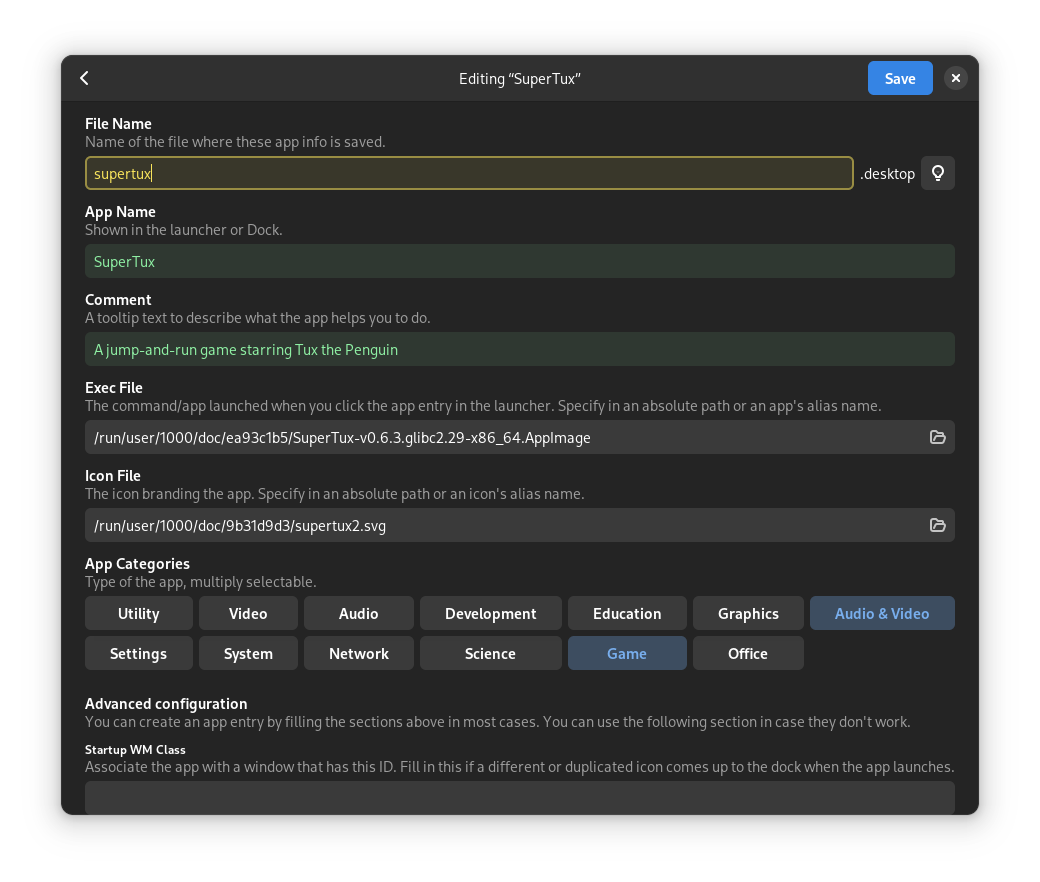 Editing “SuperTux”
Save
File Name
Name of the file where these app info is saved.
supertux
.desktop
App Name
Shown in the launcher or Dock.
SuperTux
Comment
A tooltip text to describe what the app helps you to do.
A jump-and-run game starring Tux the Penguin
Exec File
The command/app launched when you click the app entry in the launcher. Specify in an absolute path or an app's alias name.
/run/user/1000/doc/ea93c1b5/SuperTux-v0.6.3.glibc2.29-x86_64.AppImage
Icon File
The icon branding the app. Specify in an absolute path or an icon's alias name.
/run/user/1000/doc/9b31d9d3/supertux2.svg
App Categories
Type of the app, multiply selectable.
Utility Video Audio Development Education Graphics Audio & Video
Settings System Network Science Game Office
Advanced configuration
You can create an app entry by filling the sections above in most cases. You can use the following section in case they don't work.
Startup WM Class
Associate the app with a window that has this ID. Fill in this if a different or duplicated icon comes up to the dock when the app launches.